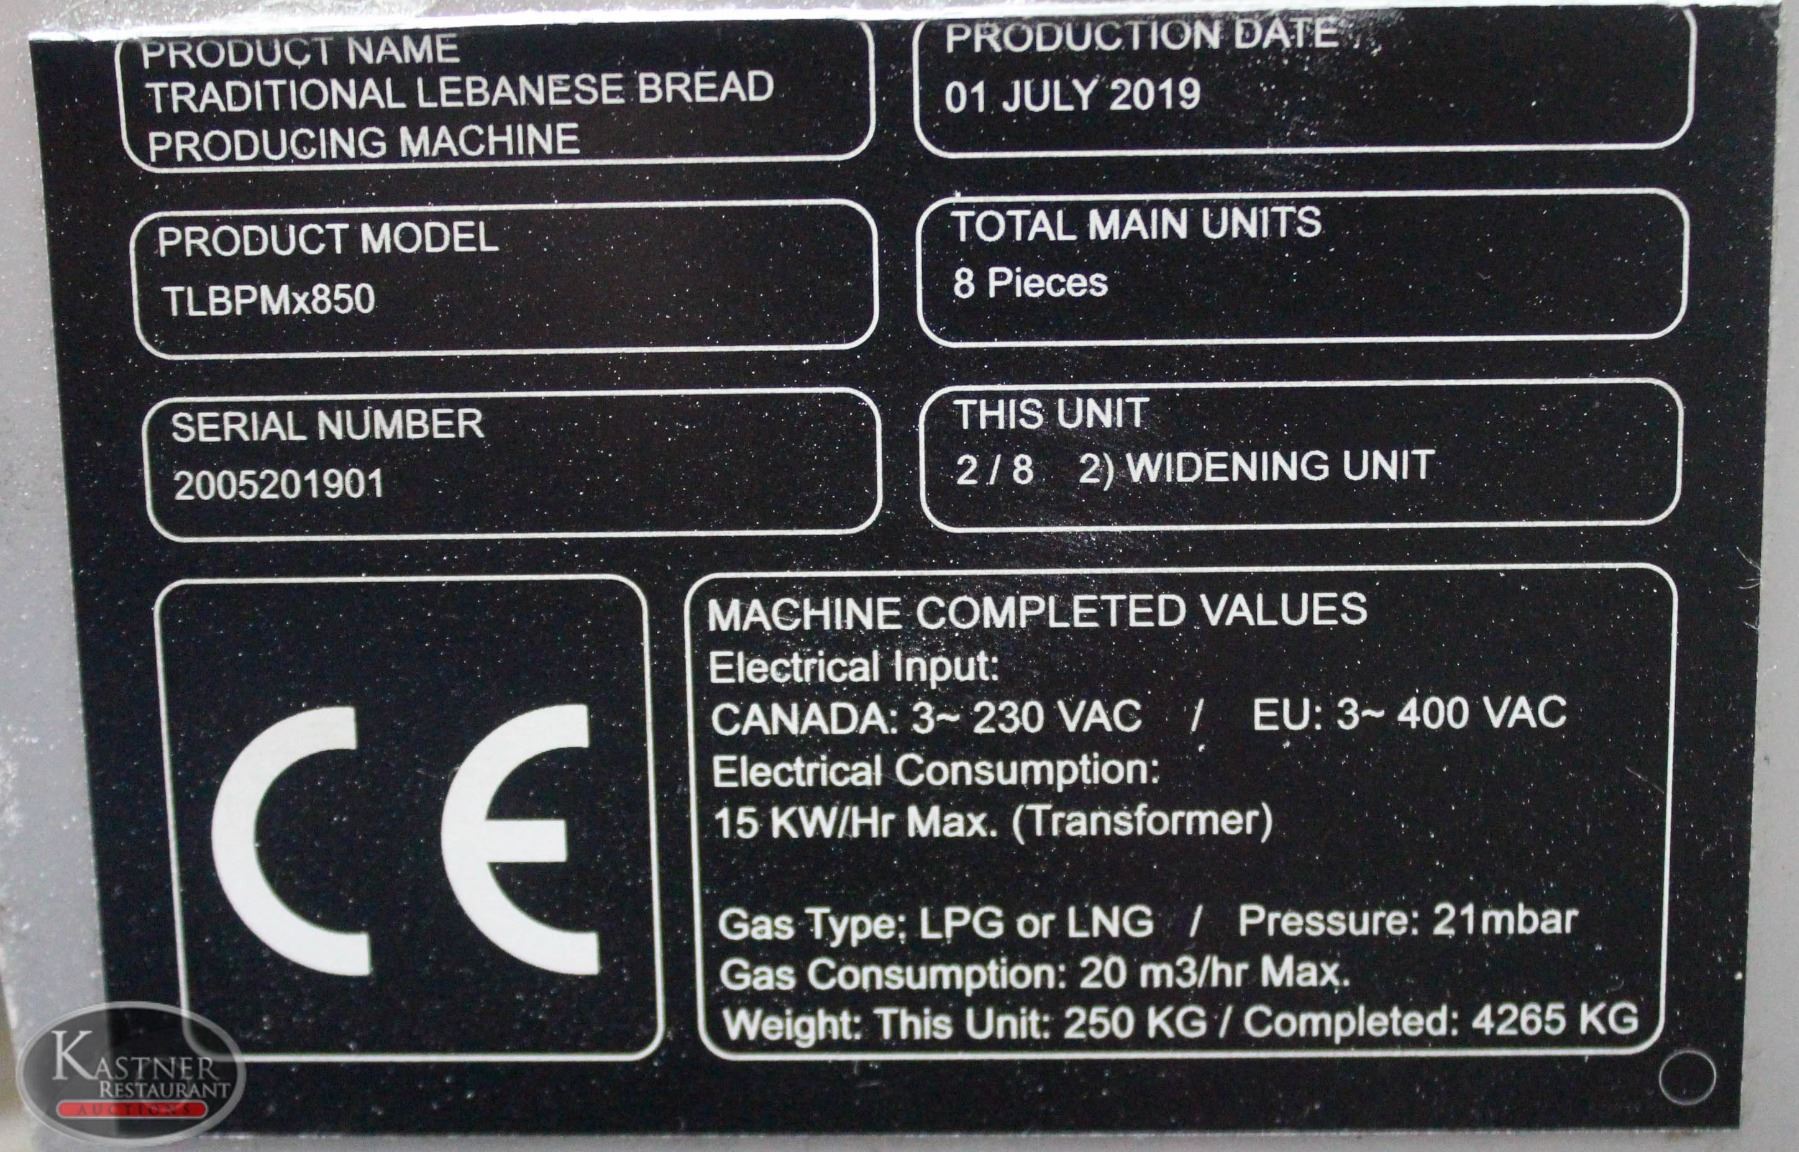 PRODUCT NAME
TRADITIONAL LEBANESE BREAD
PRODUCING MACHINE
PRODUCTION DATE
01 JULY 2019
PRODUCT MODEL
TLBPMx850
TOTAL MAIN UNITS
8 Pieces
SERIAL NUMBER
2005201901
THIS UNIT
2 / 8 2) WIDENING UNIT
CE
MACHINE COMPLETED VALUES
Electrical Input:
CANADA: 3~ 230 VAC / EU: 3~ 400 VAC
Electrical Consumption:
15 KW/Hr Max. (Transformer)
Gas Type: LPG or LNG / Pressure: 21mbar
Gas Consumption: 20 m3/hr Max.
Weight: This Unit: 250 KG / Completed: 4265 KG
KASTNER
RESTAURANT
AUCTIONS